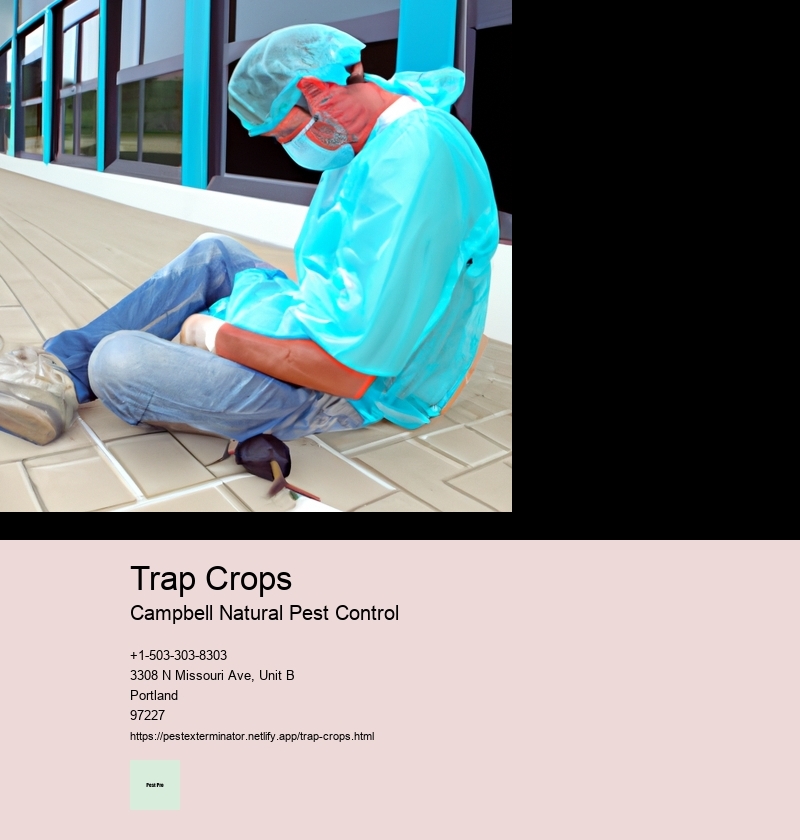 Trap Crops
Campbell Natural Pest Control
+1-503-303-8303
3308 N Missouri Ave, Unit B
Portland
97227
https://pestexterminator.netlify.app/trap-crops.html
Pest Pro